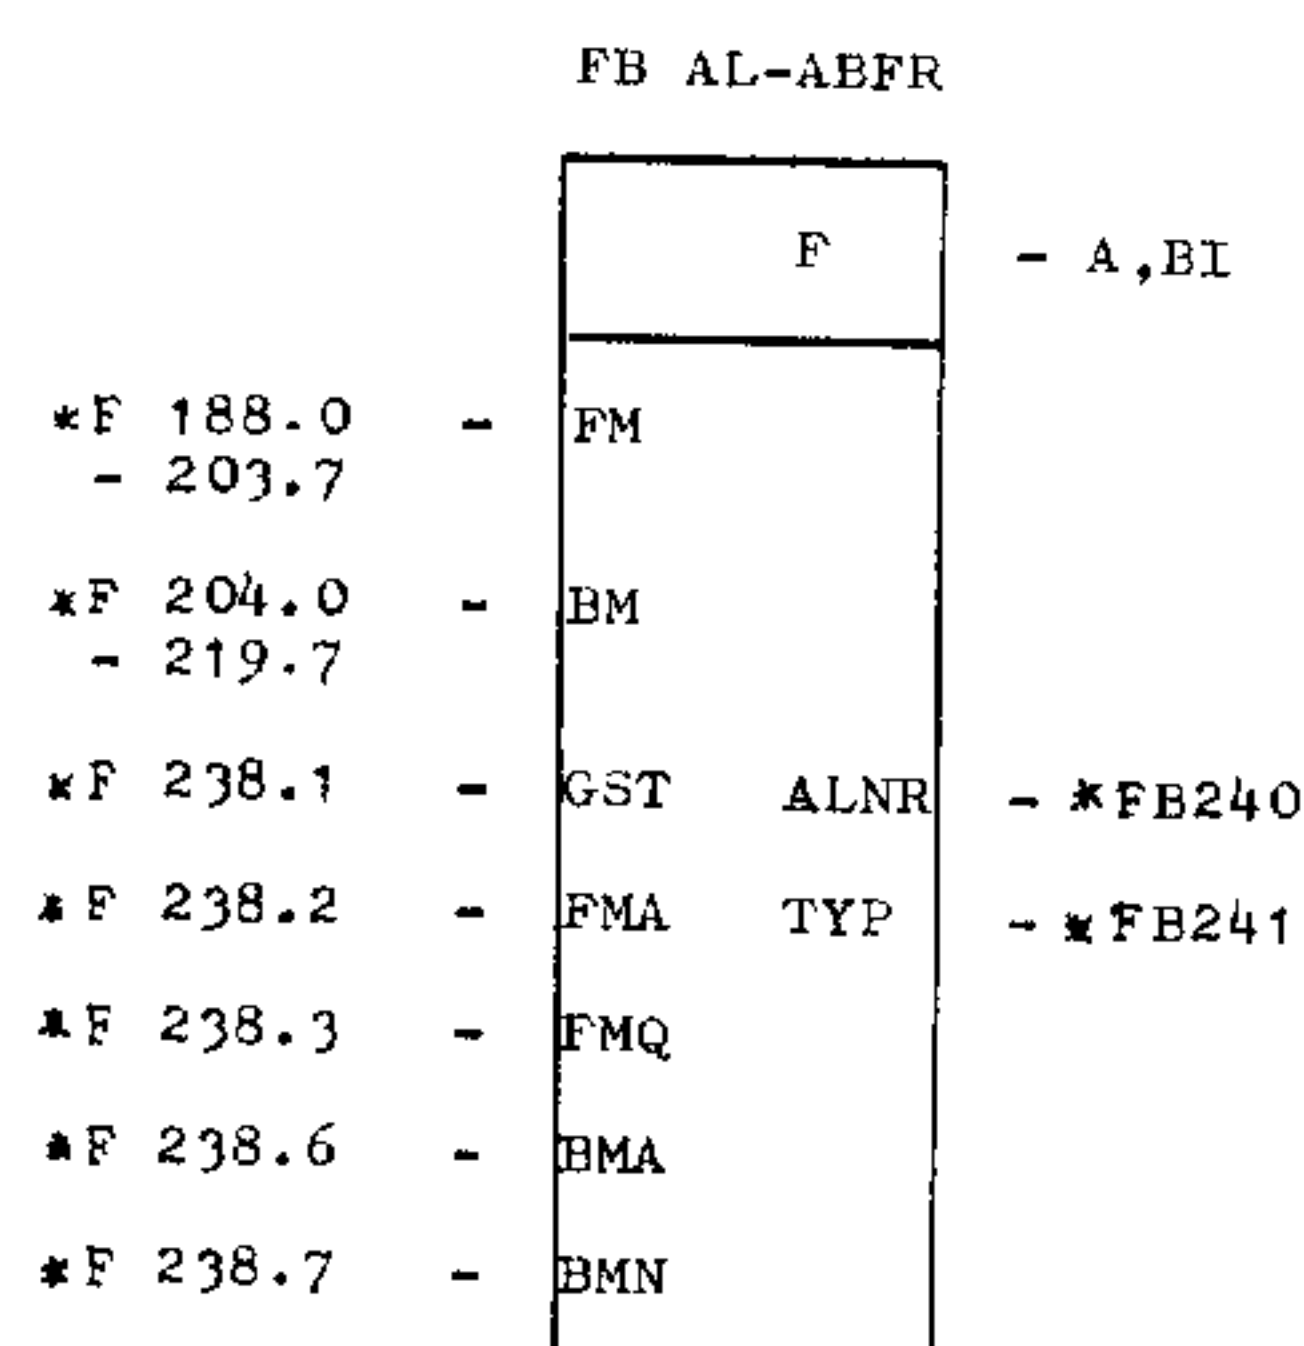 FB AL-ABFR
F - A,BI
*F 188.0 - FM
- 203.7
*F 204.0 - BM
- 219.7
*F 238.1 - GST ALNR - *FB240
*F 238.2 - FMA TYP - *FB241
*F 238.3 - FMQ
*F 238.6 - BMA
*F 238.7 - BMN